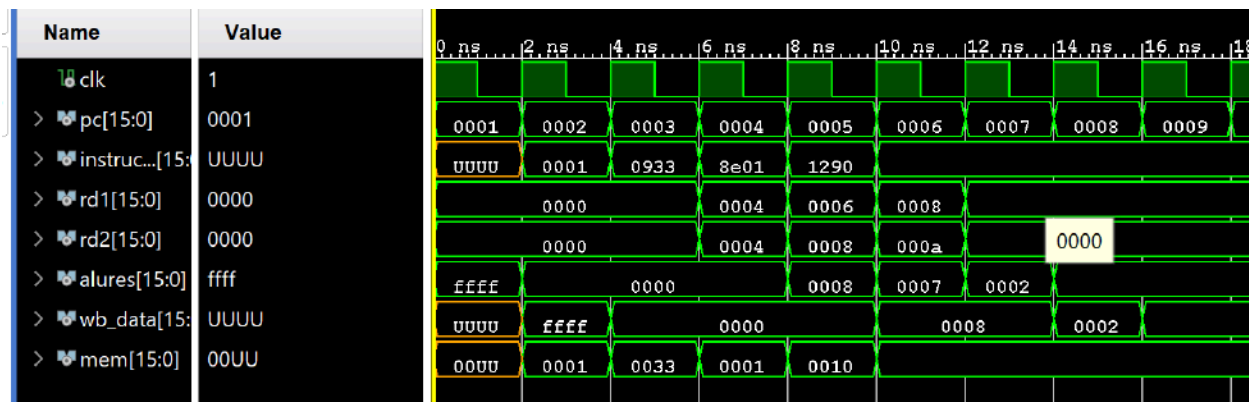 Name Value
0 ns 2 ns 4 ns 6 ns 8 ns 10 ns 12 ns 14 ns 16 ns 18
clk 1
> pc[15:0] 0001 0001 0002 0003 0004 0005 0006 0007 0008 0009
> instruc...[15: UUUU UUUU 0001 0933 8e01 1290
> rd1[15:0] 0000 0000 0004 0006 0008
> rd2[15:0] 0000 0000 0004 0008 000a 0000
> alures[15:0] ffff ffff 0000 0008 0007 0002
> wb_data[15: UUUU UUUU ffff 0000 0008 0002
> mem[15:0] 00UU 00UU 0001 0033 0001 0010